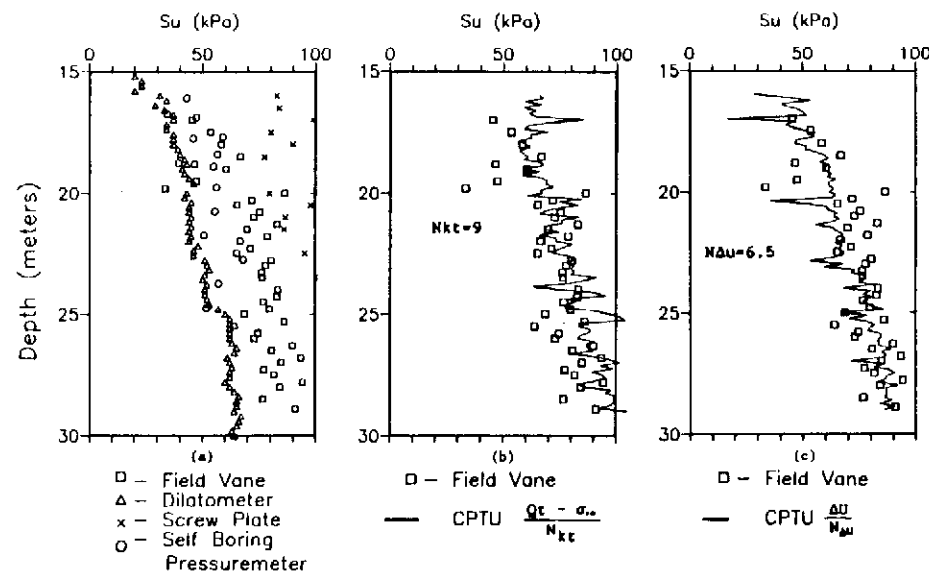 Su (kPa)
0 50 100
15
20
25
30
Depth (meters)
(a)
□ – Field Vane
△ – Dilatometer
x – Screw Plate
○ – Self Boring
Pressuremeter
Su (kPa)
0 50 100
15
20
25
30
Nkt=9
(b)
□ – Field Vane
— CPTU
Qt -
Nkt
Su (kPa)
0 50 100
15
20
25
30
NΔu=6.5
(c)
□ – Field Vane
— CPTU
ΔU
NΔu